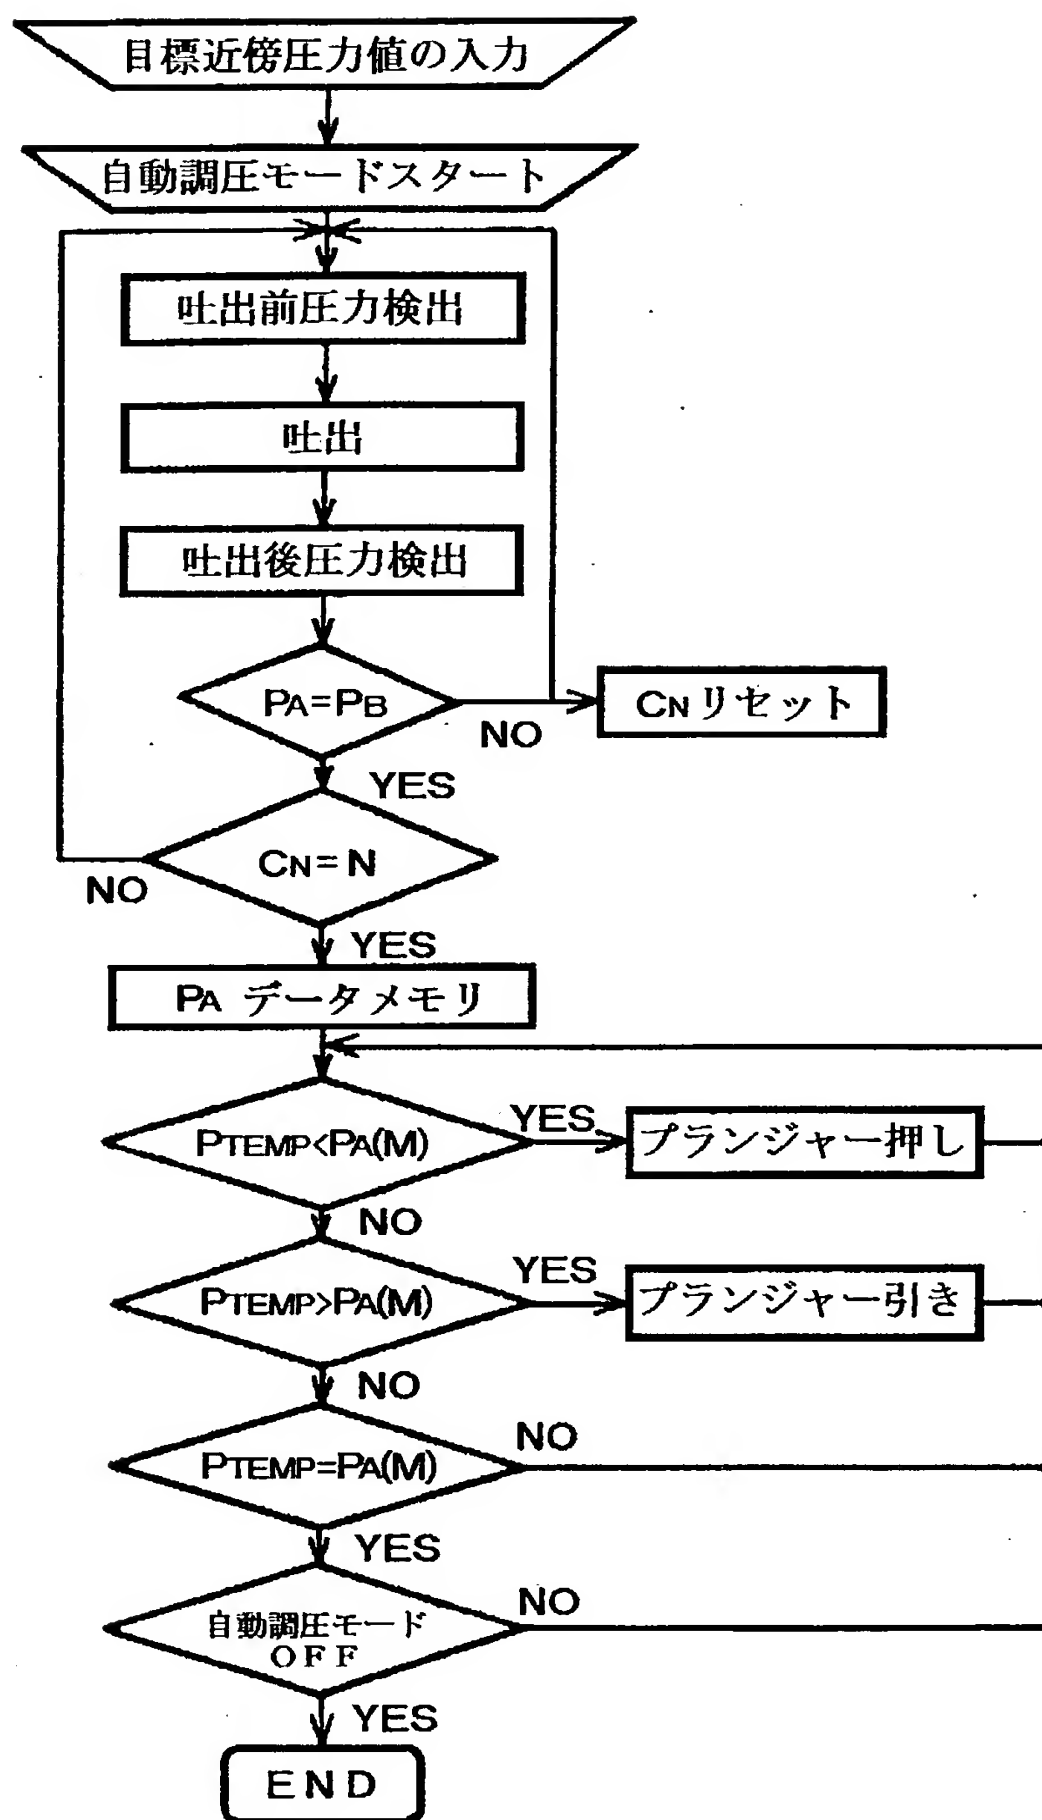 目標近傍圧力値の入力
自動調圧モードスタート
吐出前圧力検出
吐出
吐出後圧力検出
PA=PB
NO
CNリセット
YES
CN=N
NO
YES
PA データメモリ
PTEMP<PA(M)
YES
プランジャー押し
NO
PTEMP>PA(M)
YES
プランジャー引き
NO
PTEMP=PA(M)
NO
YES
自動調圧モード
OFF
NO
YES
END